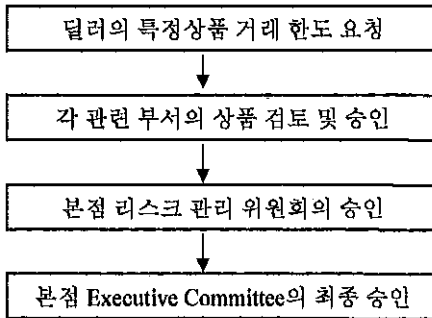 딜러의 특정상품 거래 한도 요청
각 관련 부서의 상품 검토 및 승인
본점 리스크 관리 위원회의 승인
본점 Executive Committee의 최종 승인